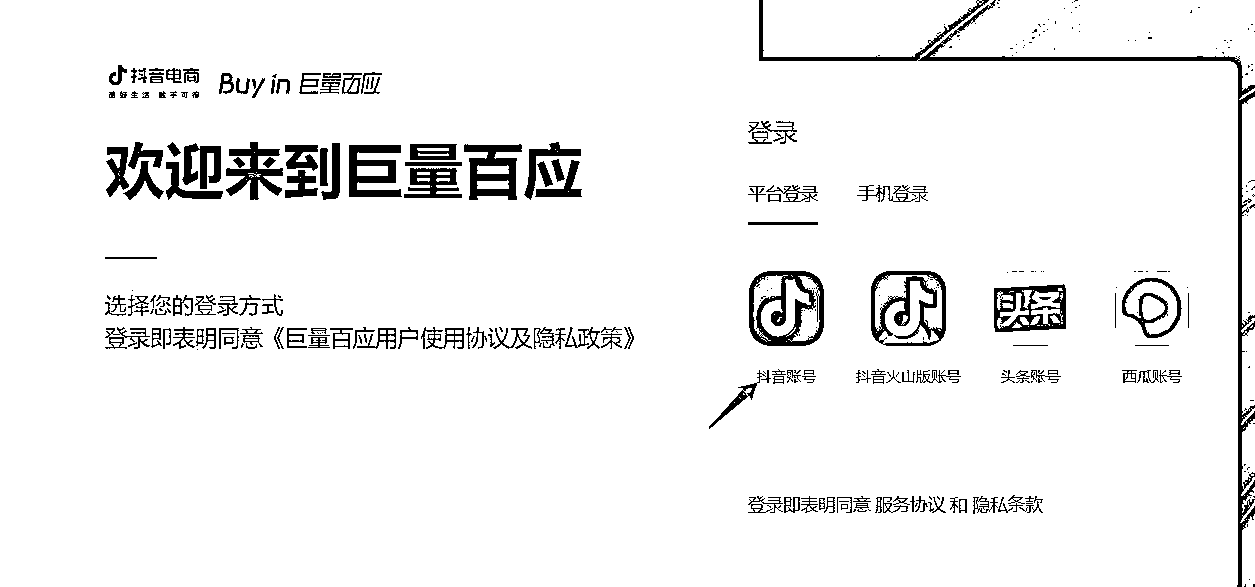 抖音电商 Buy in 巨量百应
美好生活 触手可得
欢迎来到巨量百应
选择您的登录方式
登录即表明同意《巨量百应用户使用协议及隐私政策》
登录
平台登录 手机登录
头条
抖音账号 抖音火山版账号 头条账号 西瓜账号
登录即表明同意 服务协议 和 隐私条款